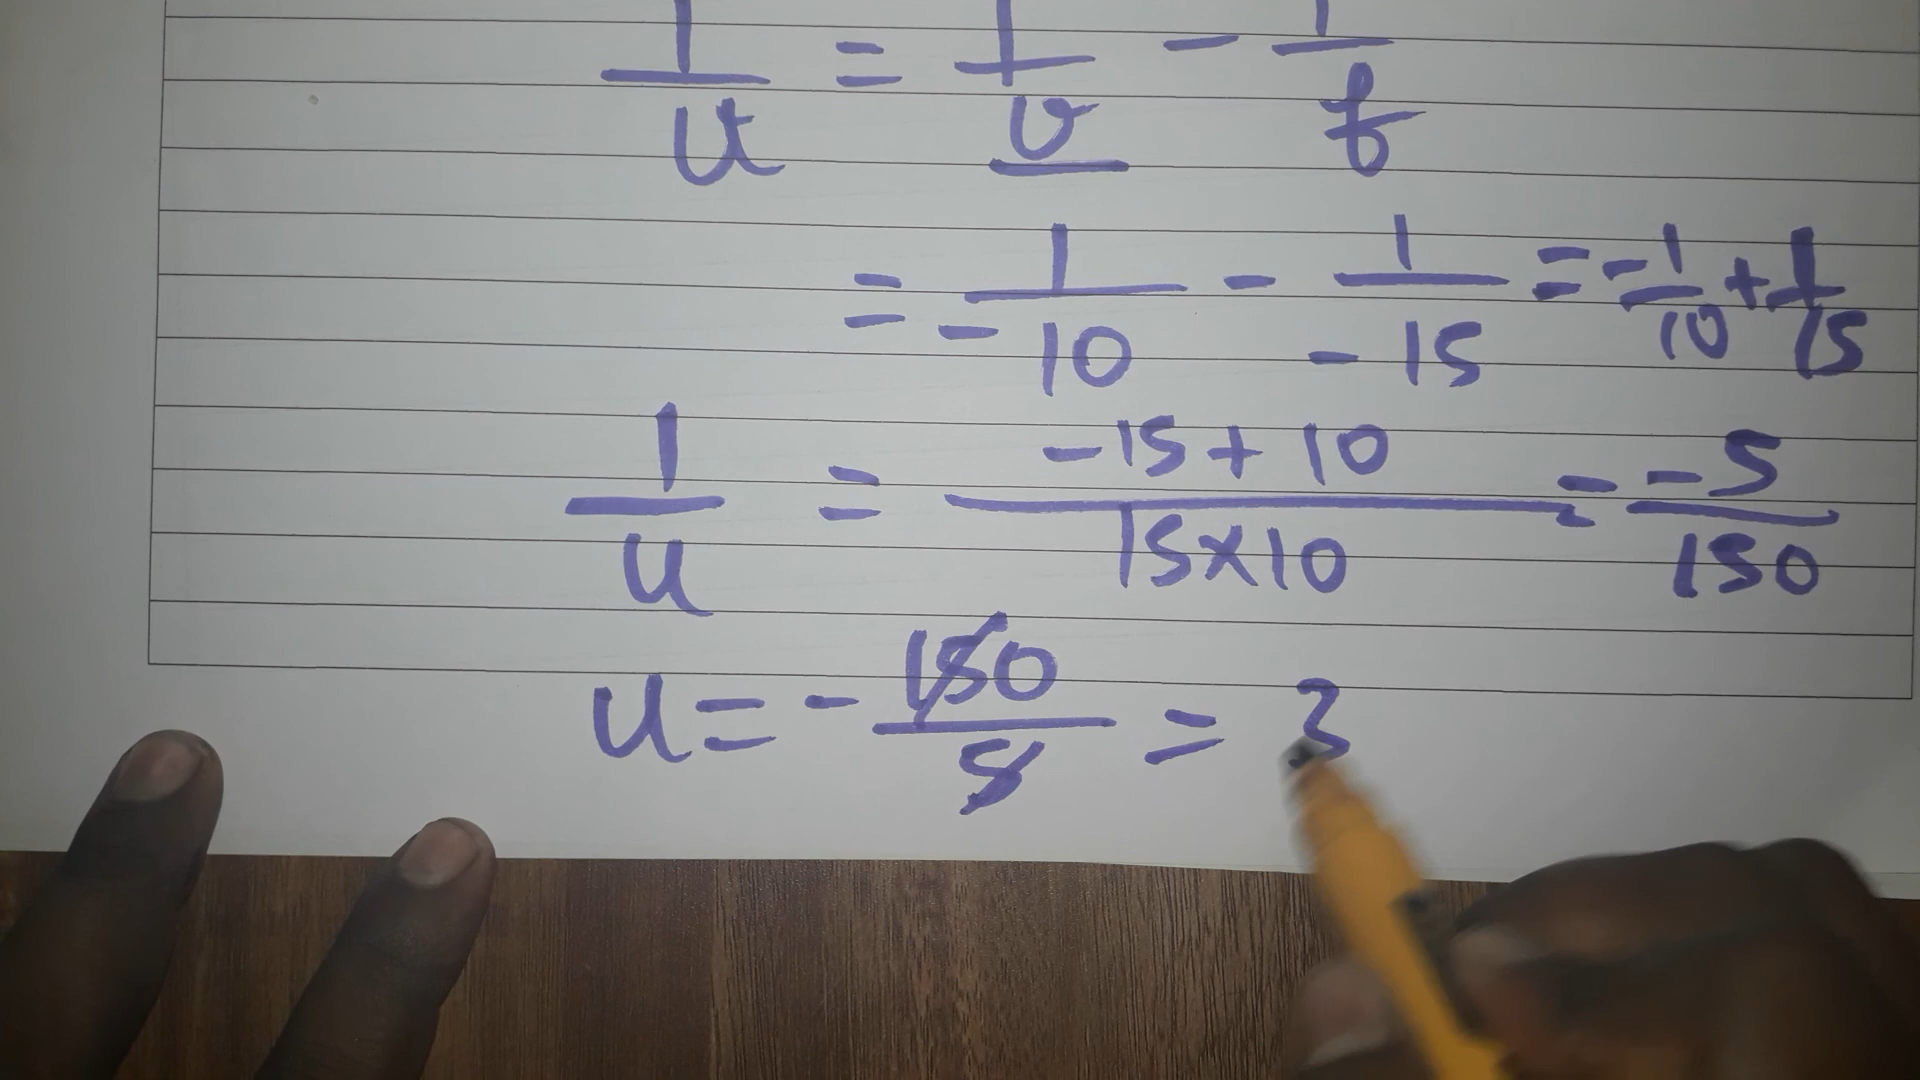 1/u = 1/v - 1/f
= 1/-10 - 1/-15 = -1/10 + 1/15
1/u = -15+10/15×10 = -5/150
u = -150/5 = 3